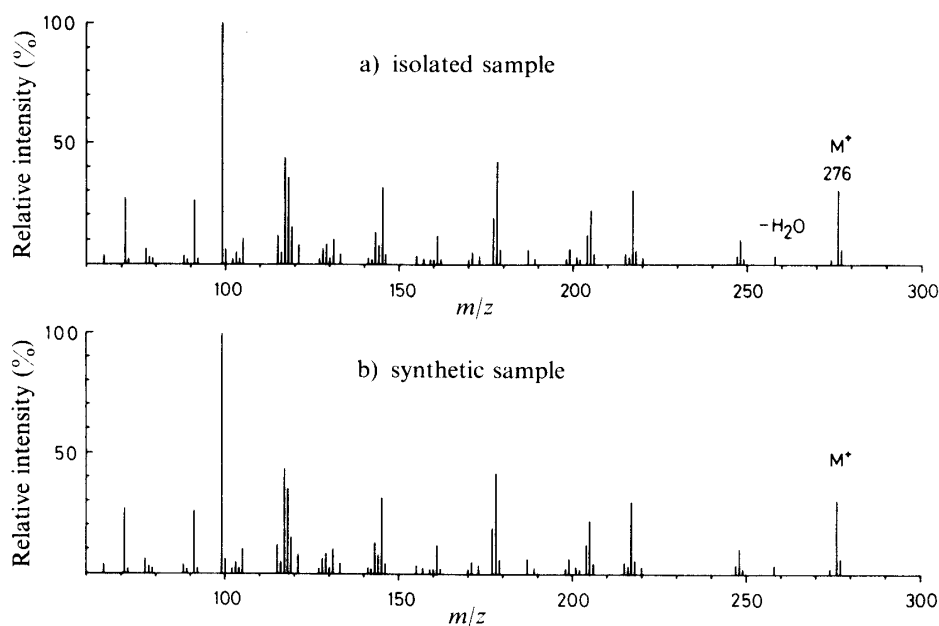 Relative intensity (%)
100
50
a) isolated sample
M⁺
276
-H₂O
100
150
200
250
300
m/z
Relative intensity (%)
100
50
b) synthetic sample
M⁺
100
150
200
250
300
m/z